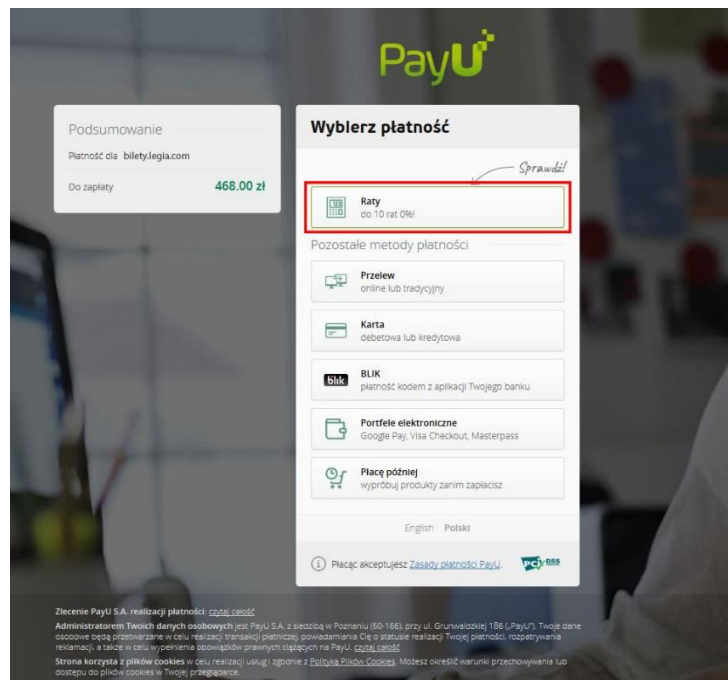 PayU
Podsumowanie
Płatność dla bilety.legia.com
Do zapłaty 468.00 zł
Wybierz płatność
Sprawdź!
Raty
do 10 rat 0%!
Pozostałe metody płatności
Przelew
online lub tradycyjny
Karta
debetowa lub kredytowa
blik
BLIK
płatność kodem z aplikacji Twojego banku
Portfele elektroniczne
Google Pay, Visa Checkout, Masterpass
Płacę później
wypróbuj produkty zanim zapłacisz
English Polski
Płacąc akceptujesz Zasady płatności PayU.
PCI DSS
Zlecenie PayU S.A. realizacji płatności: czytaj całość
Administratorem Twoich danych osobowych jest PayU S.A. z siedzibą w Poznaniu (60-166), przy ul. Grunwaldzkiej 186 („PayU"). Twoje dane
osobowe będą przetwarzane w celu realizacji transakcji płatniczej, powiadamiania Cię o statusie realizacji Twojej płatności, rozpatrywania
reklamacji, a także w celu wypełnienia obowiązków prawnych ciążących na PayU. czytaj całość
Strona korzysta z plików cookies w celu realizacji usług i zgodnie z Polityką Plików Cookies. Możesz określić warunki przechowywania lub
dostępu do plików cookies w Twojej przeglądarce.